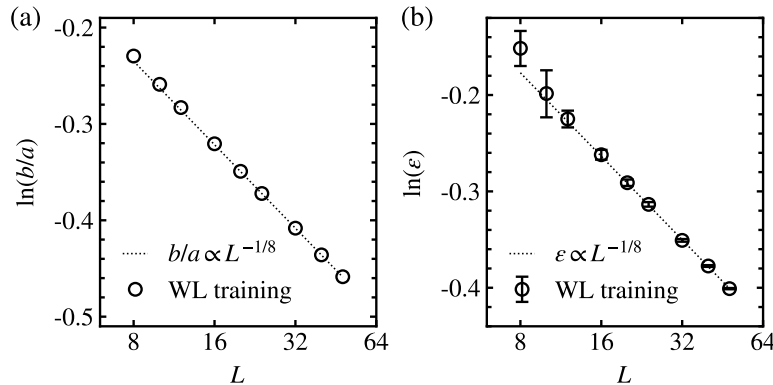 (a)
-0.2
-0.3
-0.4
-0.5
ln(b/a)
b/a ∝ L^{-1/8}
WL training
8
16
32
64
L
(b)
-0.2
-0.3
-0.4
ln(ε)
ε ∝ L^{-1/8}
WL training
8
16
32
64
L